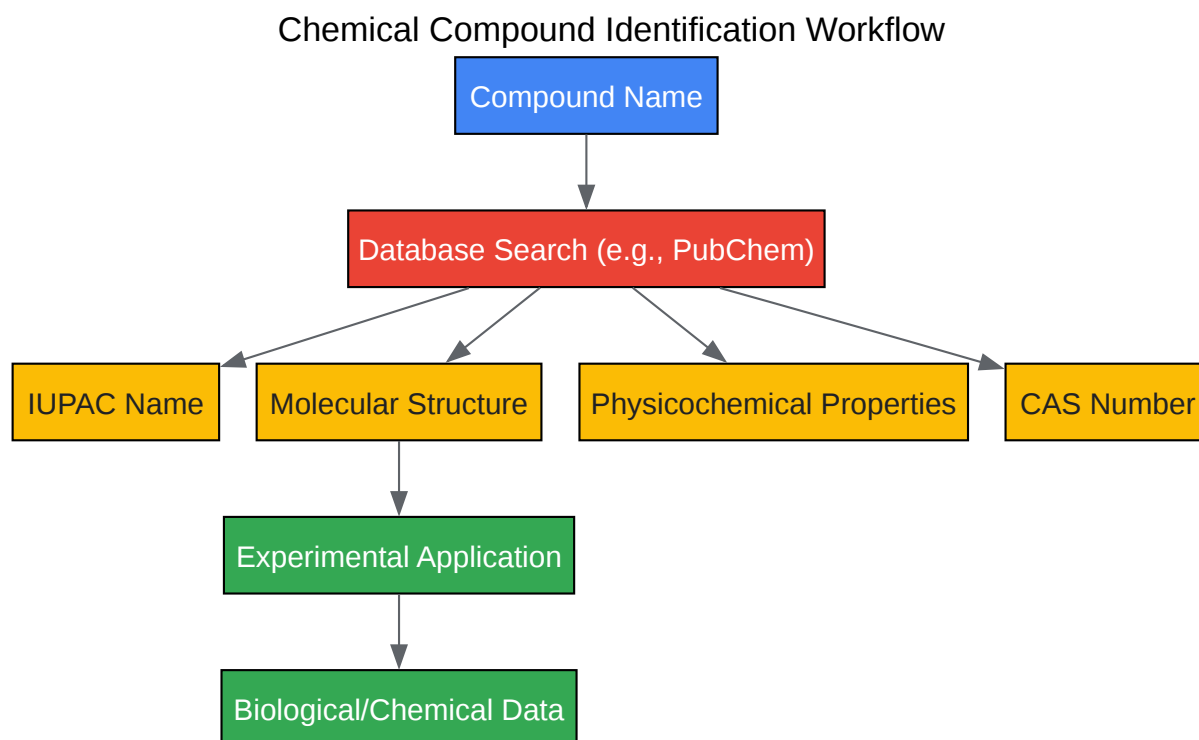 Chemical Compound Identification Workflow
Compound Name
Database Search (e.g., PubChem)
IUPAC Name
Molecular Structure
Physicochemical Properties
CAS Number
Experimental Application
Biological/Chemical Data